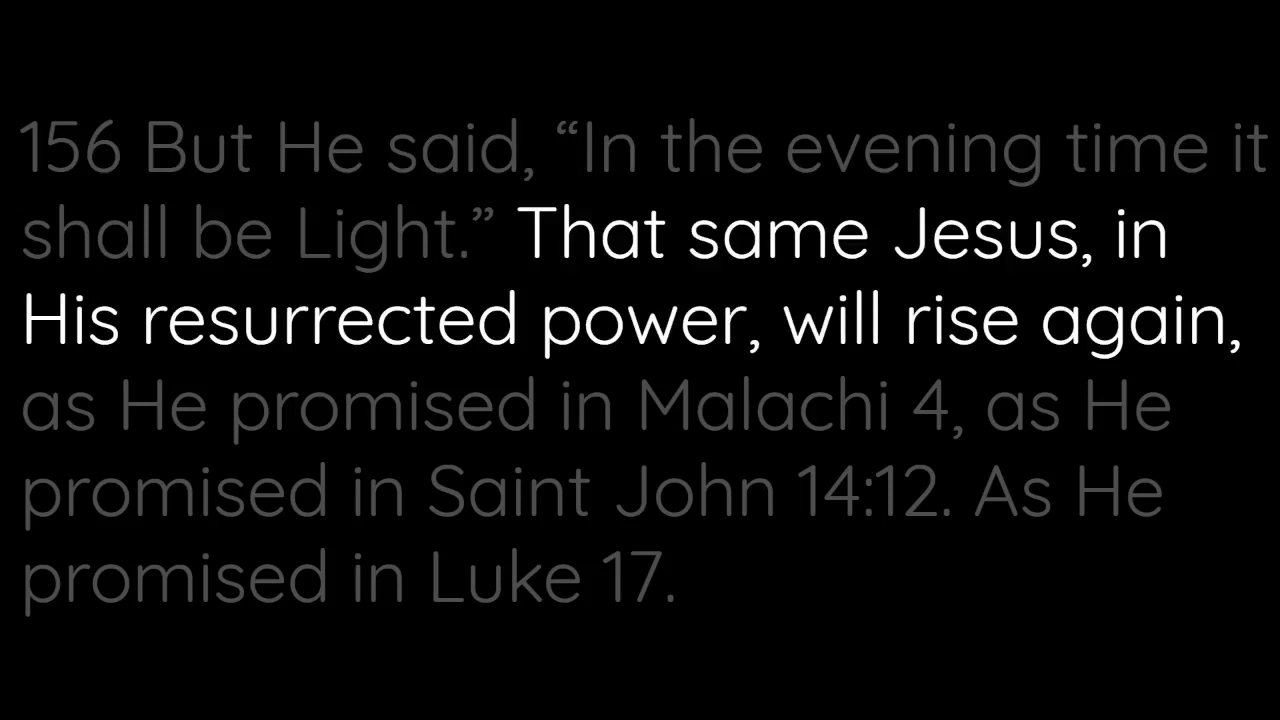 156 But He said, “In the evening time it
shall be Light.” That same Jesus, in
His resurrected power, will rise again,
as He promised in Malachi 4, as He
promised in Saint John 14:12. As He
promised in Luke 17.